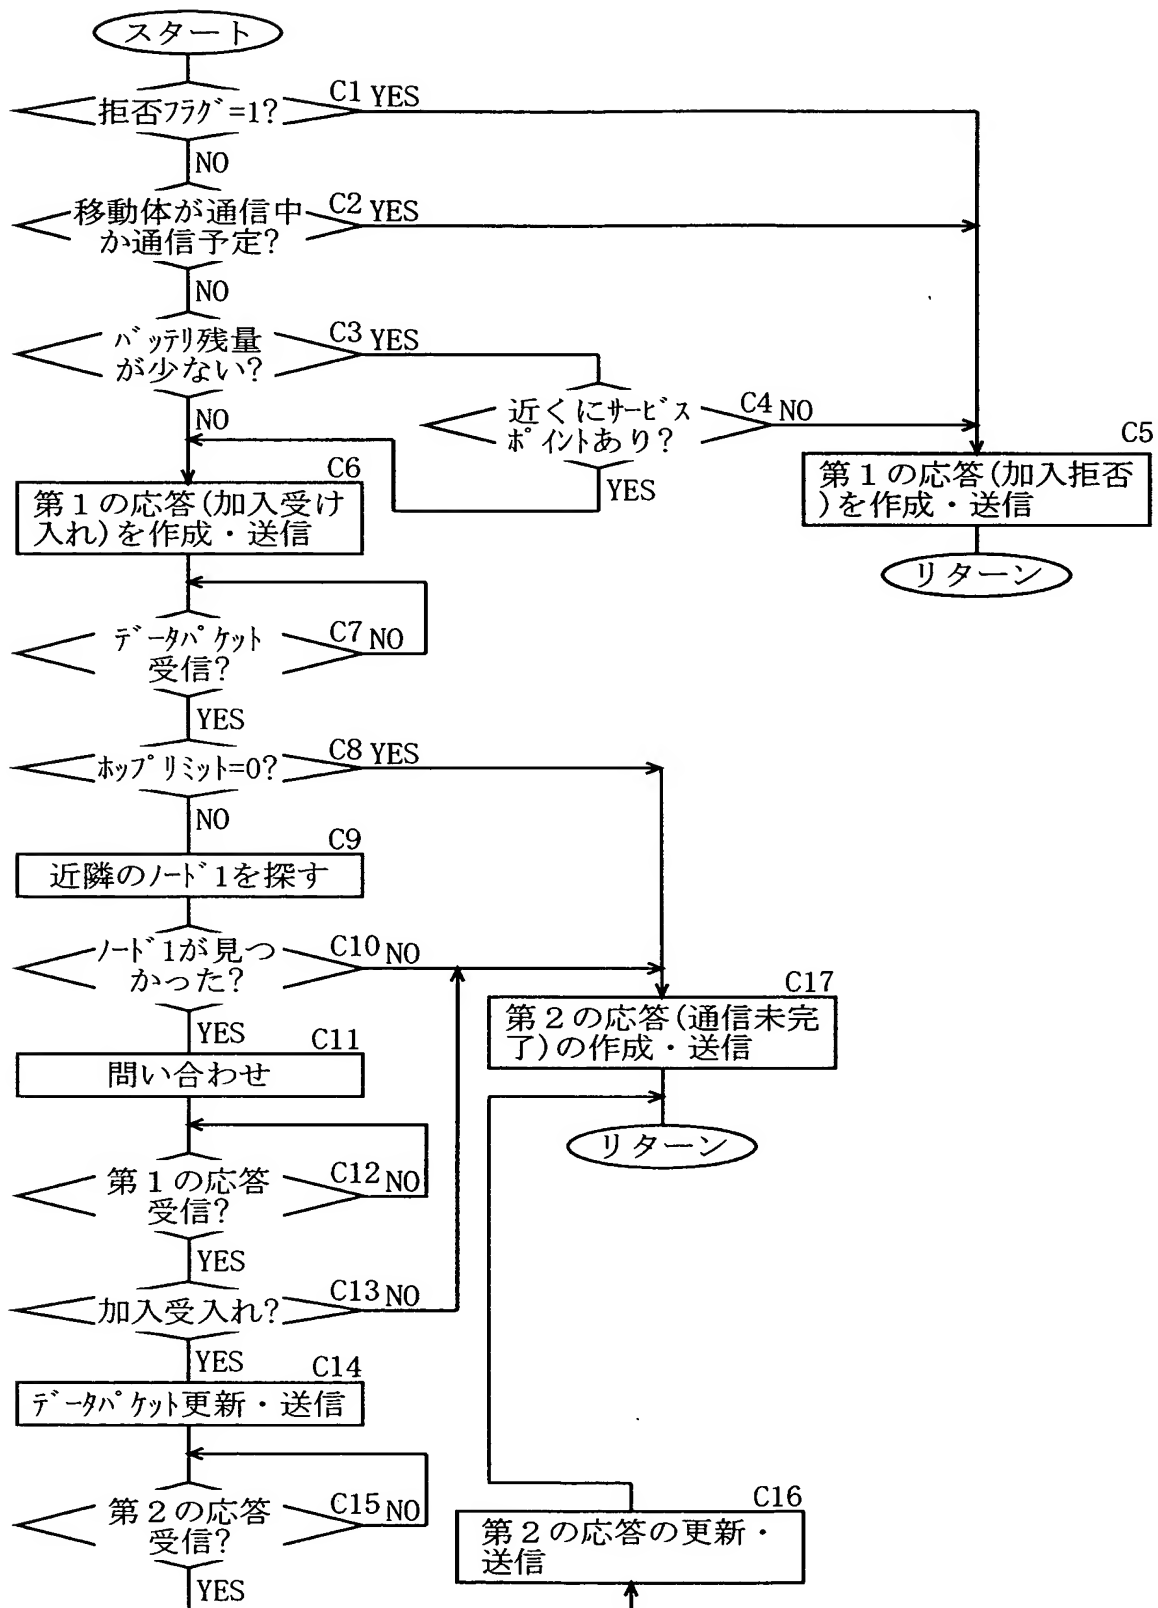 スタート
C1 YES
拒否フラグ=1?
NO
C2 YES
移動体が通信中
か通信予定?
NO
C3 YES
バッテリ残量
が少ない?
NO
C4 NO
近くにサービス
ポイントあり?
YES
C5
第1の応答(加入拒否
)を作成・送信
リターン
C6
第1の応答(加入受け
入れ)を作成・送信
C7 NO
データパケット
受信?
YES
C8 YES
ホップリミット=0?
NO
C9
近隣のノード1を探す
C10 NO
ノード1が見つ
かった?
YES
C11
問い合わせ
C17
第2の応答(通信未完
了)の作成・送信
リターン
C12 NO
第1の応答
受信?
YES
C13 NO
加入受入れ?
YES
C14
データパケット更新・送信
C15 NO
第2の応答
受信?
YES
C16
第2の応答の更新・
送信